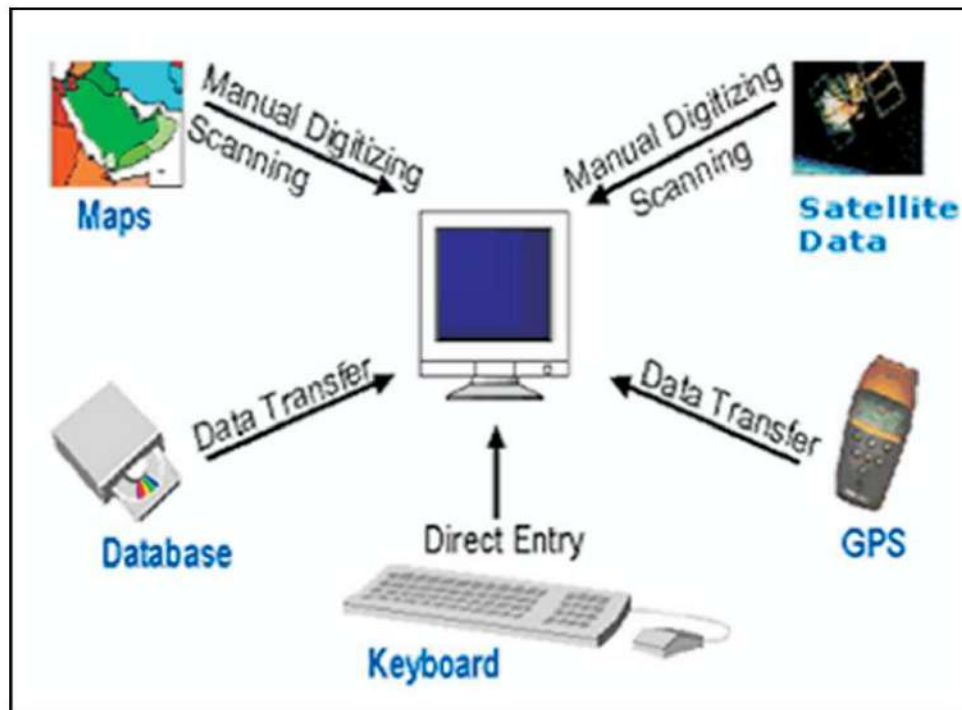 Manual Digitizing
Scanning
Maps
Manual Digitizing
Scanning
Satellite
Data
Data Transfer
Database
Data Transfer
GPS
Direct Entry
Keyboard